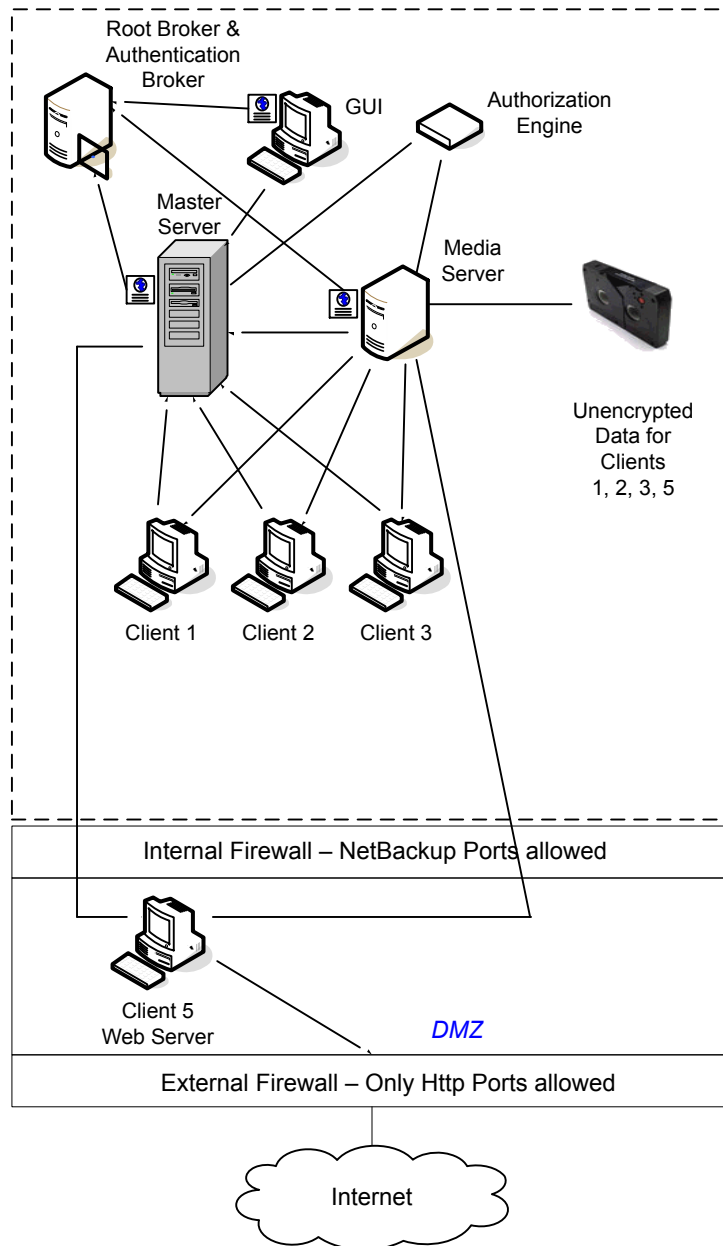 Root Broker &
Authentication
Broker
GUI
Authorization
Engine
Master
Server
Media
Server
Unencrypted
Data for
Clients
1, 2, 3, 5
Client 1
Client 2
Client 3
Internal Firewall – NetBackup Ports allowed
Client 5
Web Server
DMZ
External Firewall – Only Http Ports allowed
Internet